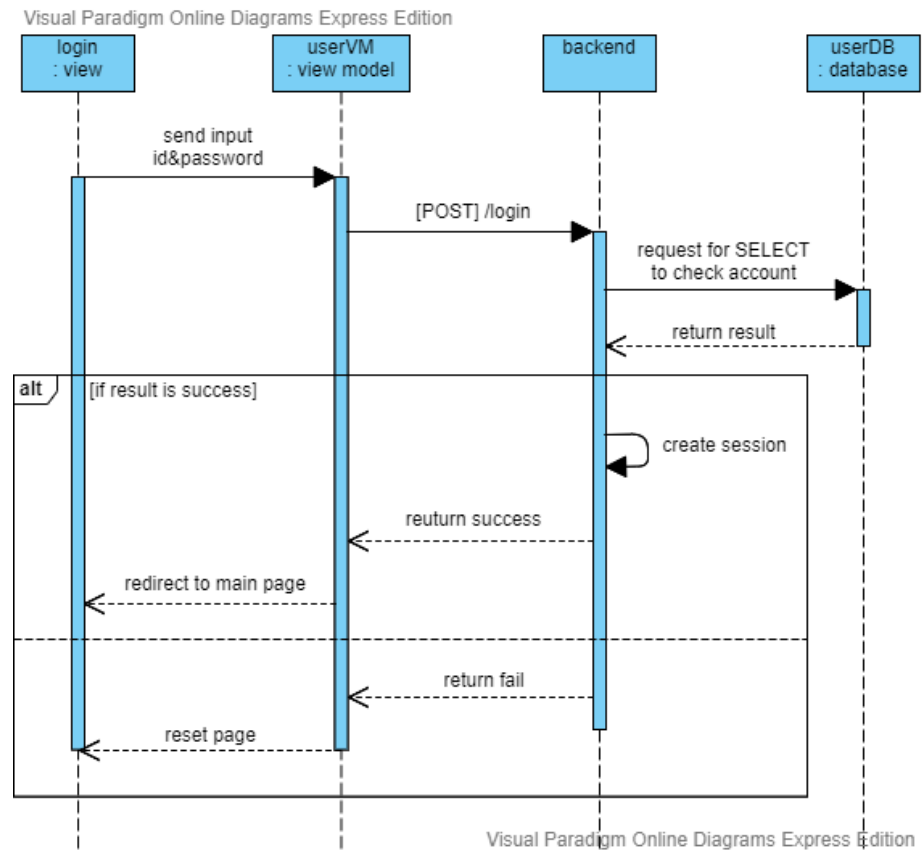 Visual Paradigm Online Diagrams Express Edition
login
: view
userVM
: view model
backend
userDB
: database
send input
id&password
[POST] /login
request for SELECT
to check account
return result
alt
[if result is success]
create session
reuturn success
redirect to main page
return fail
reset page
Visual Paradigm Online Diagrams Express Edition